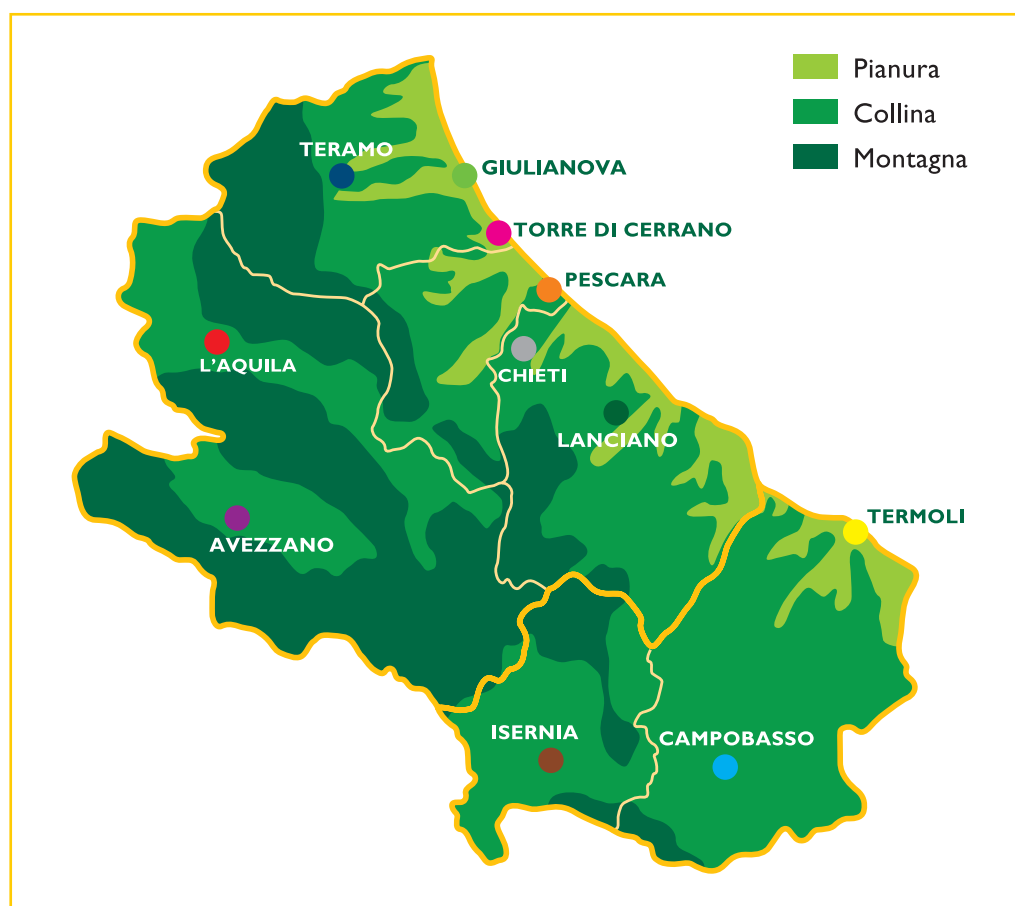 Pianura
Collina
Montagna
TERAMO
GIULIANOVA
TORRE DI CERRANO
PESCARA
L'AQUILA
CHIETI
LANCIANO
AVEZZANO
TERMOLI
ISERNIA
CAMPOBASSO